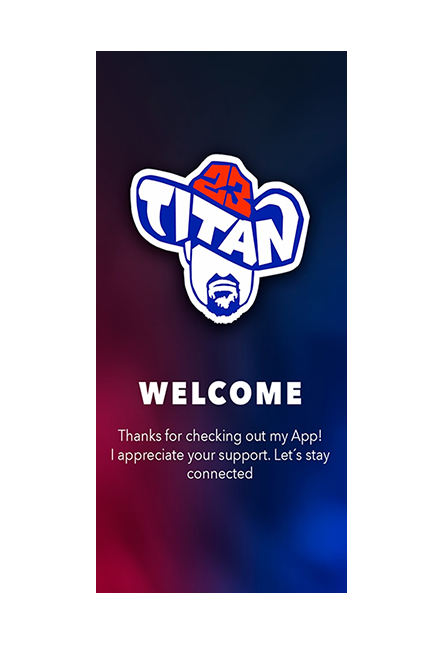 23
TITAN
WELCOME
Thanks for checking out my App!
I appreciate your support. Let´s stay
connected